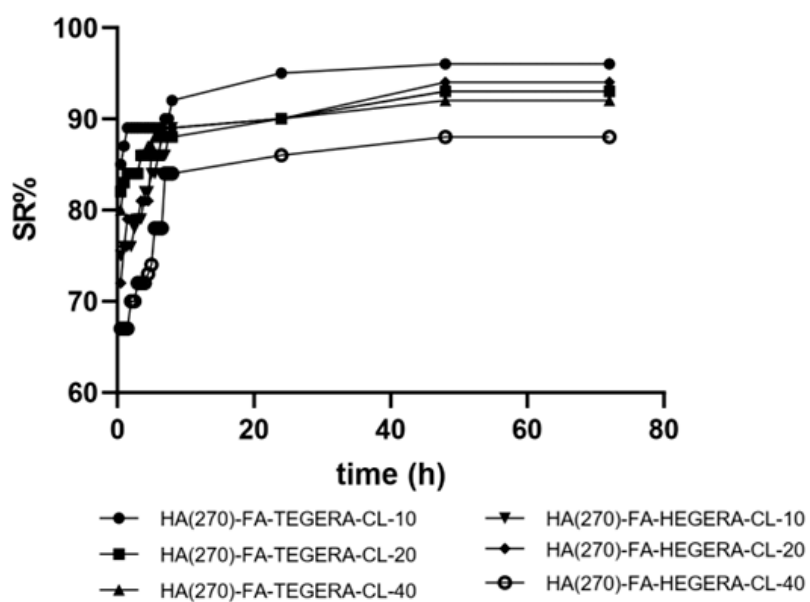 100
90
80
70
60
SR%
0 20 40 60 80
time (h)
HA(270)-FA-TEGERA-CL-10
HA(270)-FA-HEGERA-CL-10
HA(270)-FA-TEGERA-CL-20
HA(270)-FA-HEGERA-CL-20
HA(270)-FA-TEGERA-CL-40
HA(270)-FA-HEGERA-CL-40